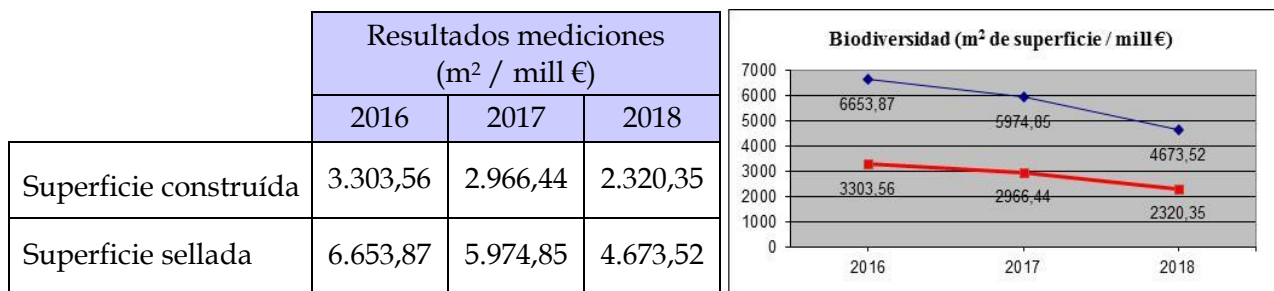 Resultados mediciones
(m² / mill €)
2016 2017 2018
Superficie construída 3.303,56 2.966,44 2.320,35
Superficie sellada 6.653,87 5.974,85 4.673,52
Biodiversidad (m² de superficie / mill €)
7000
6000
5000
4000
3000
2000
1000
0
6653,87
5974,85
4673,52
3303,56
2966,44
2320,35
2016 2017 2018